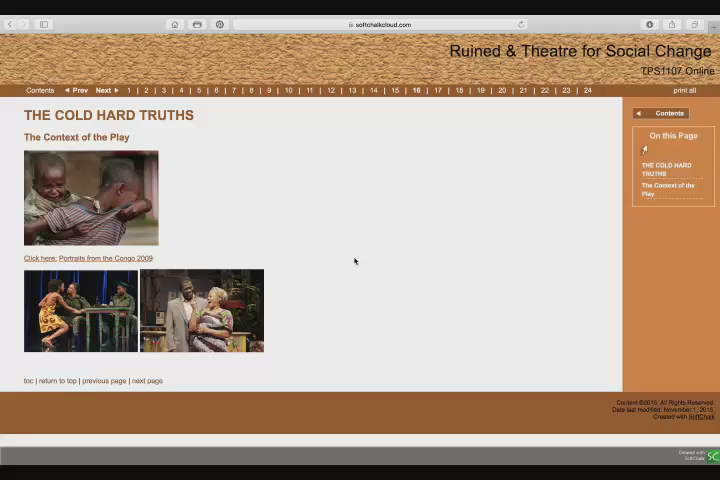 softchalkcloud.com
Ruined & Theatre for Social Change
TPS1107 Online
Contents ◄ Prev Next ► 1 | 2 | 3 | 4 | 5 | 6 | 7 | 8 | 9 | 10 | 11 | 12 | 13 | 14 | 15 | 16 | 17 | 18 | 19 | 20 | 21 | 22 | 23 | 24 print all
THE COLD HARD TRUTHS
The Context of the Play
Click here: Portraits from the Congo 2009
toc | return to top | previous page | next page
◄ Contents
On this Page
THE COLD HARD
TRUTHS
The Context of the
Play
Content ©2015. All Rights Reserved.
Date last modified: November 1, 2015.
Created with SoftChalk
Created with
SoftChalk
SC